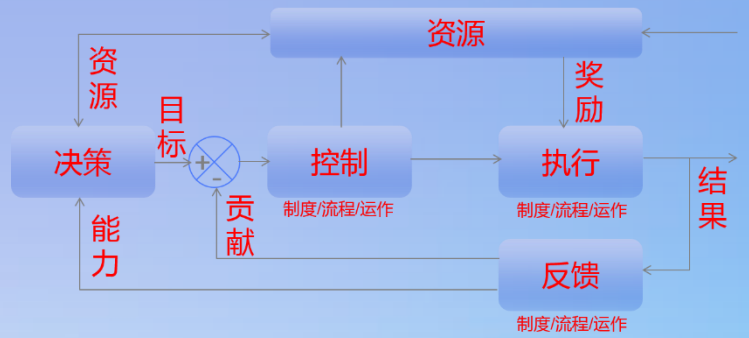 资源
资源
奖励
目标
决策
+
-
控制
执行
制度/流程/运作
制度/流程/运作
结果
贡献
能力
反馈
制度/流程/运作